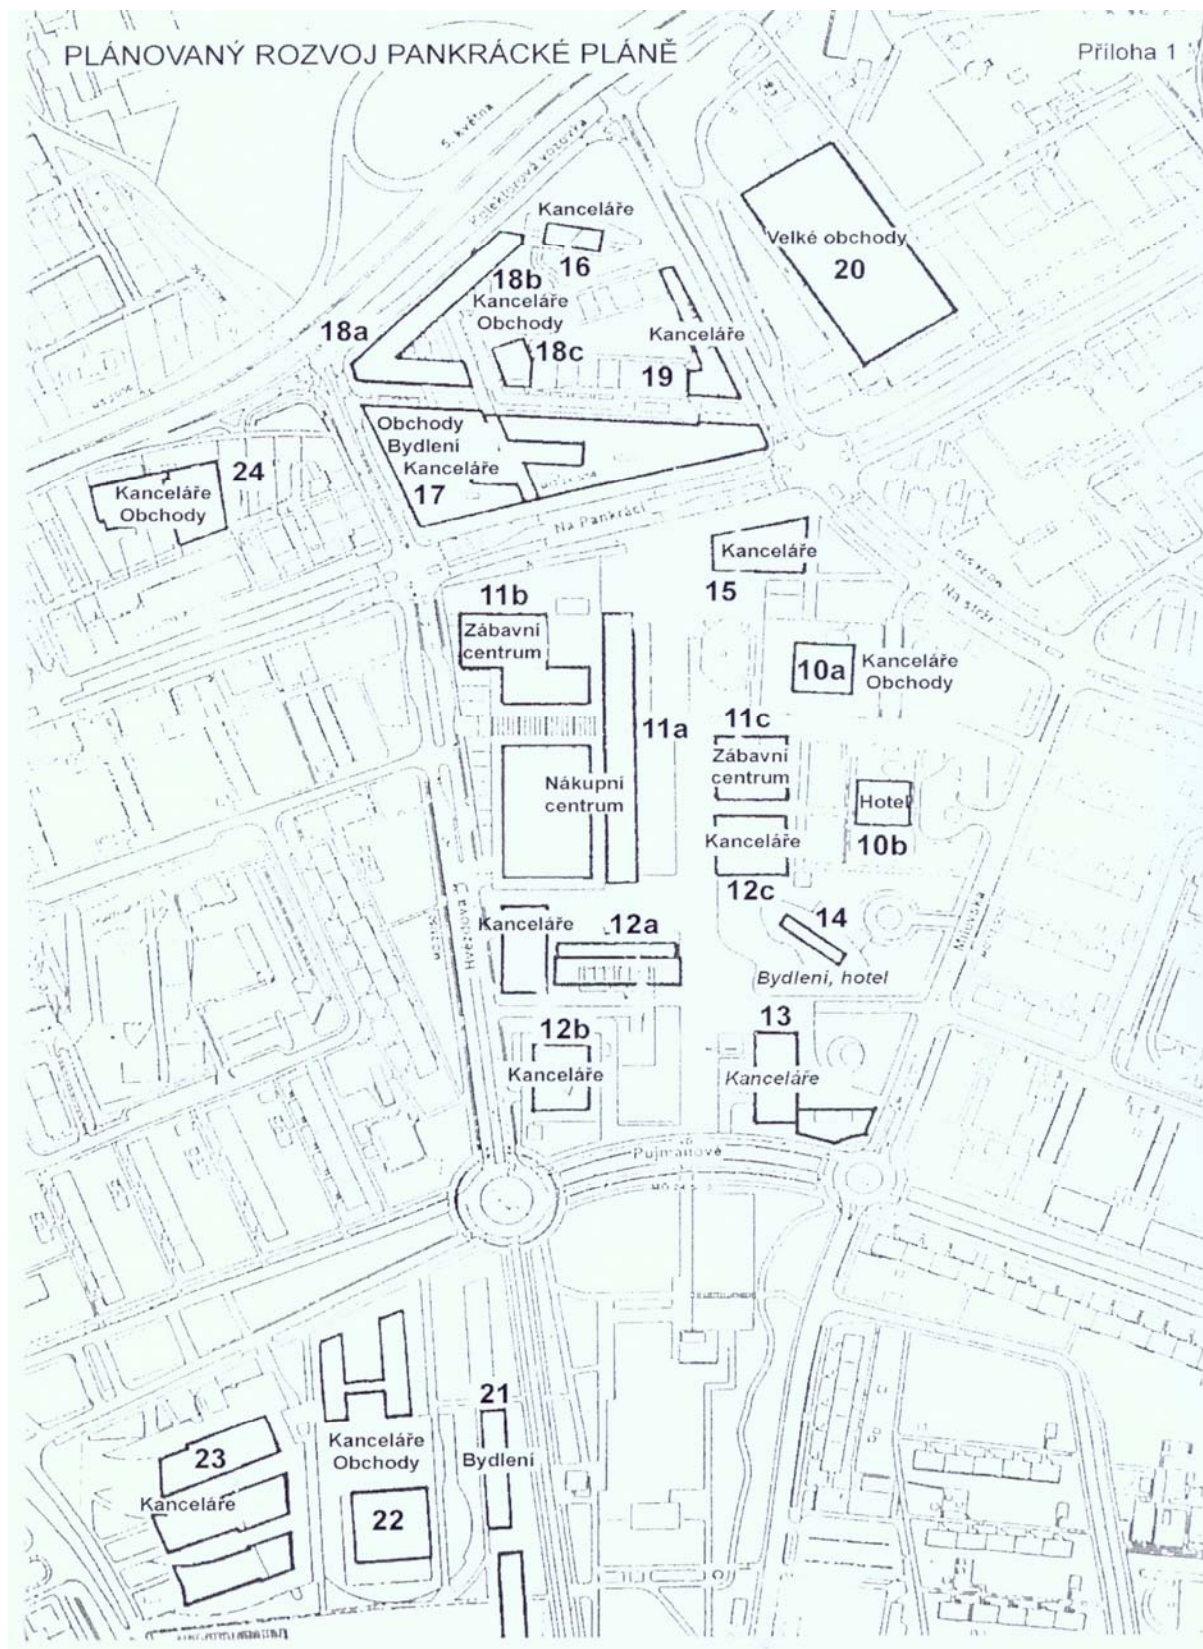 PLÁNOVANÝ ROZVOJ PANKRÁCKÉ PLÁNĚ
Příloha 1
5. května
Kolektorová vozovka
Kanceláře
16
Velké obchody
20
18b
Kanceláře
Obchody
18a
18c
Kanceláře
19
Obchody
Bydlení
Kanceláře
17
24
Kanceláře
Obchody
Na Pankráci
Kanceláře
15
Na strži
11b
Zábavní
centrum
10a
Kanceláře
Obchody
11a
11c
Zábavní
centrum
Nákupní
centrum
Hotel
10b
Kanceláře
12c
Kanceláře
12a
14
Bydlení, hotel
Milevská
Hvězdova
12b
Kanceláře
13
Kanceláře
Pujmanové
21
Bydlení
Kanceláře
Obchody
22
23
Kanceláře